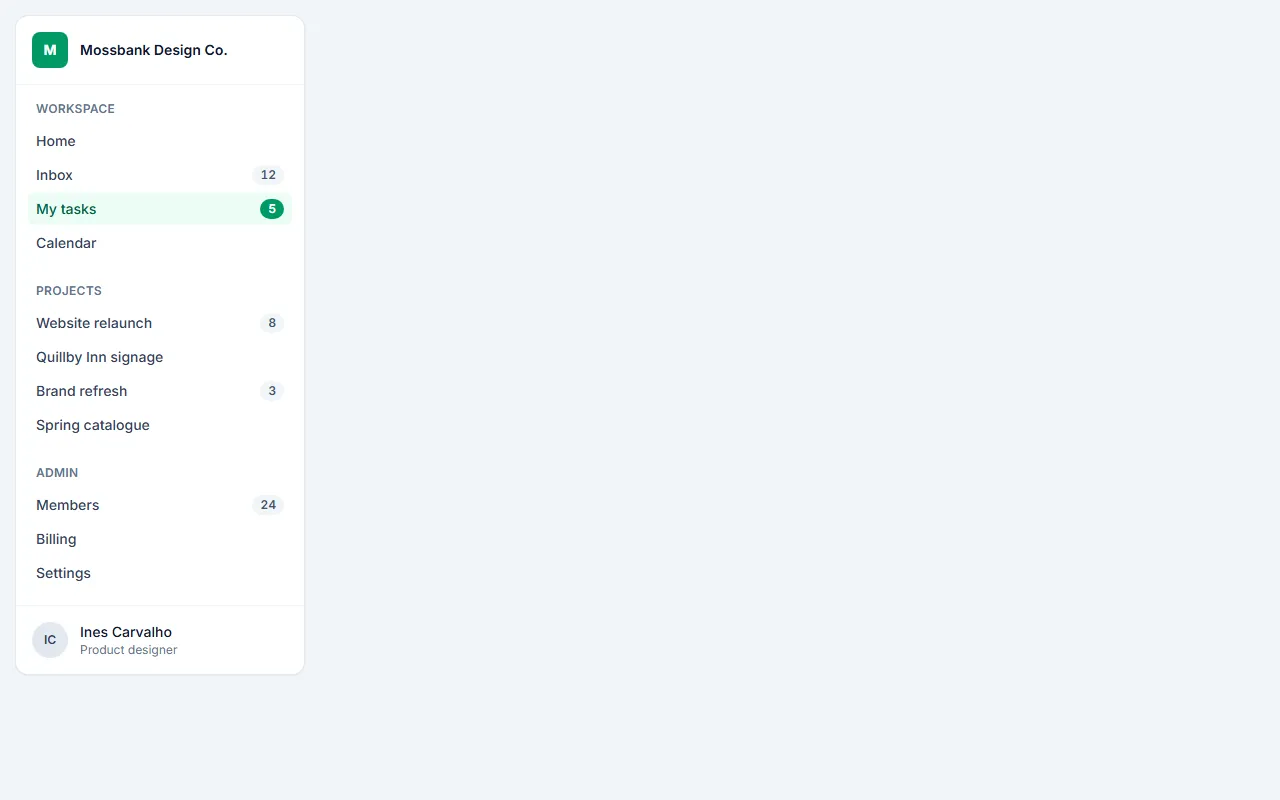 M Mossbank Design Co.
WORKSPACE
Home
Inbox 12
My tasks 5
Calendar
PROJECTS
Website relaunch 8
Quillby Inn signage
Brand refresh 3
Spring catalogue
ADMIN
Members 24
Billing
Settings
IC Ines Carvalho
Product designer